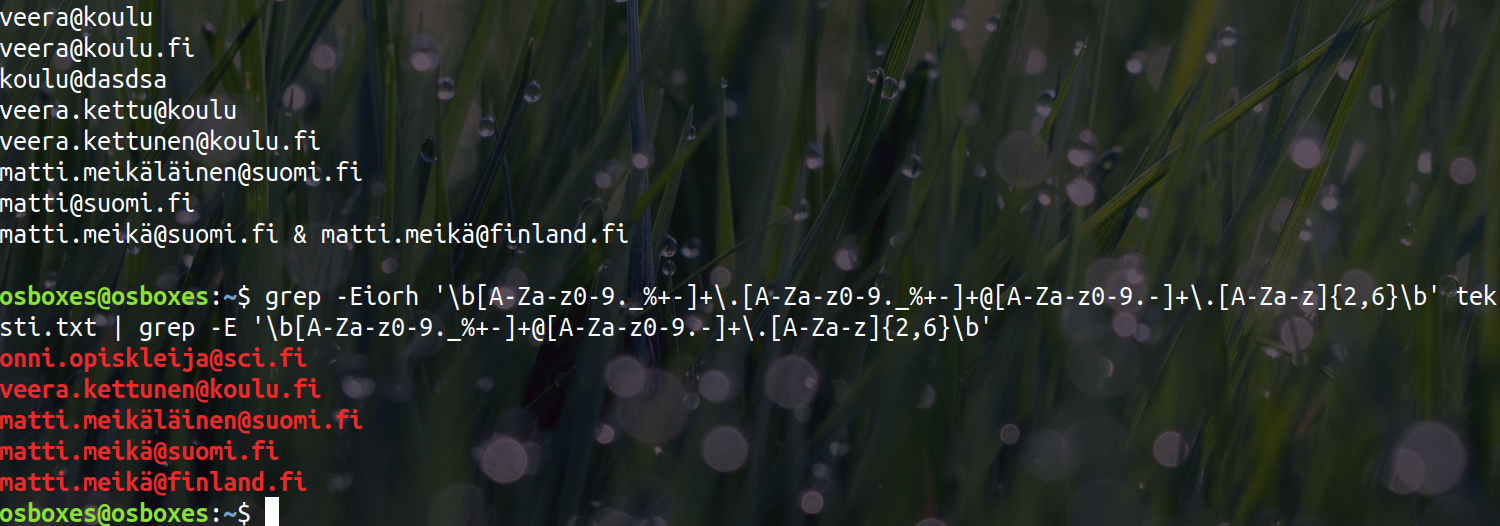 veera@koulu
veera@koulu.fi
koulu@dasdsa
veera.kettu@koulu
veera.kettunen@koulu.fi
matti.meikäläinen@suomi.fi
matti@suomi.fi
matti.meikä@suomi.fi & matti.meikä@finland.fi
osboxes@osboxes:~$ grep -Eiorh '\b[A-Za-z0-9._%+-]+\.[A-Za-z0-9._%+-]+@[A-Za-z0-9.-]+\.[A-Za-z]{2,6}\b' tek
sti.txt | grep -E '\b[A-Za-z0-9._%+-]+@[A-Za-z0-9.-]+\.[A-Za-z]{2,6}\b'
onni.opiskleija@sci.fi
veera.kettunen@koulu.fi
matti.meikäläinen@suomi.fi
matti.meikä@suomi.fi
matti.meikä@finland.fi
osboxes@osboxes:~$